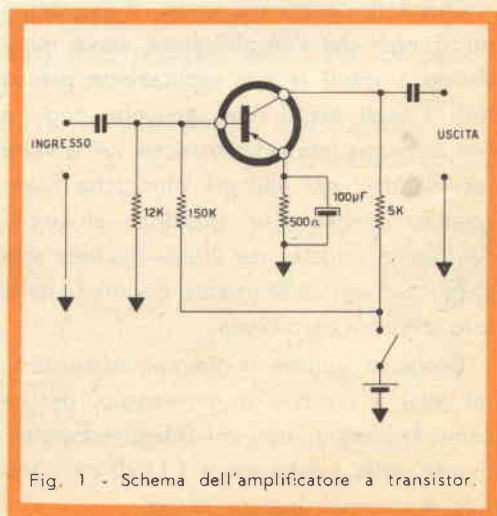 INGRESSO
USCITA
100µF
12K
150K
500Ω
5K
Fig. 1 - Schema dell'amplificatore a transistor.